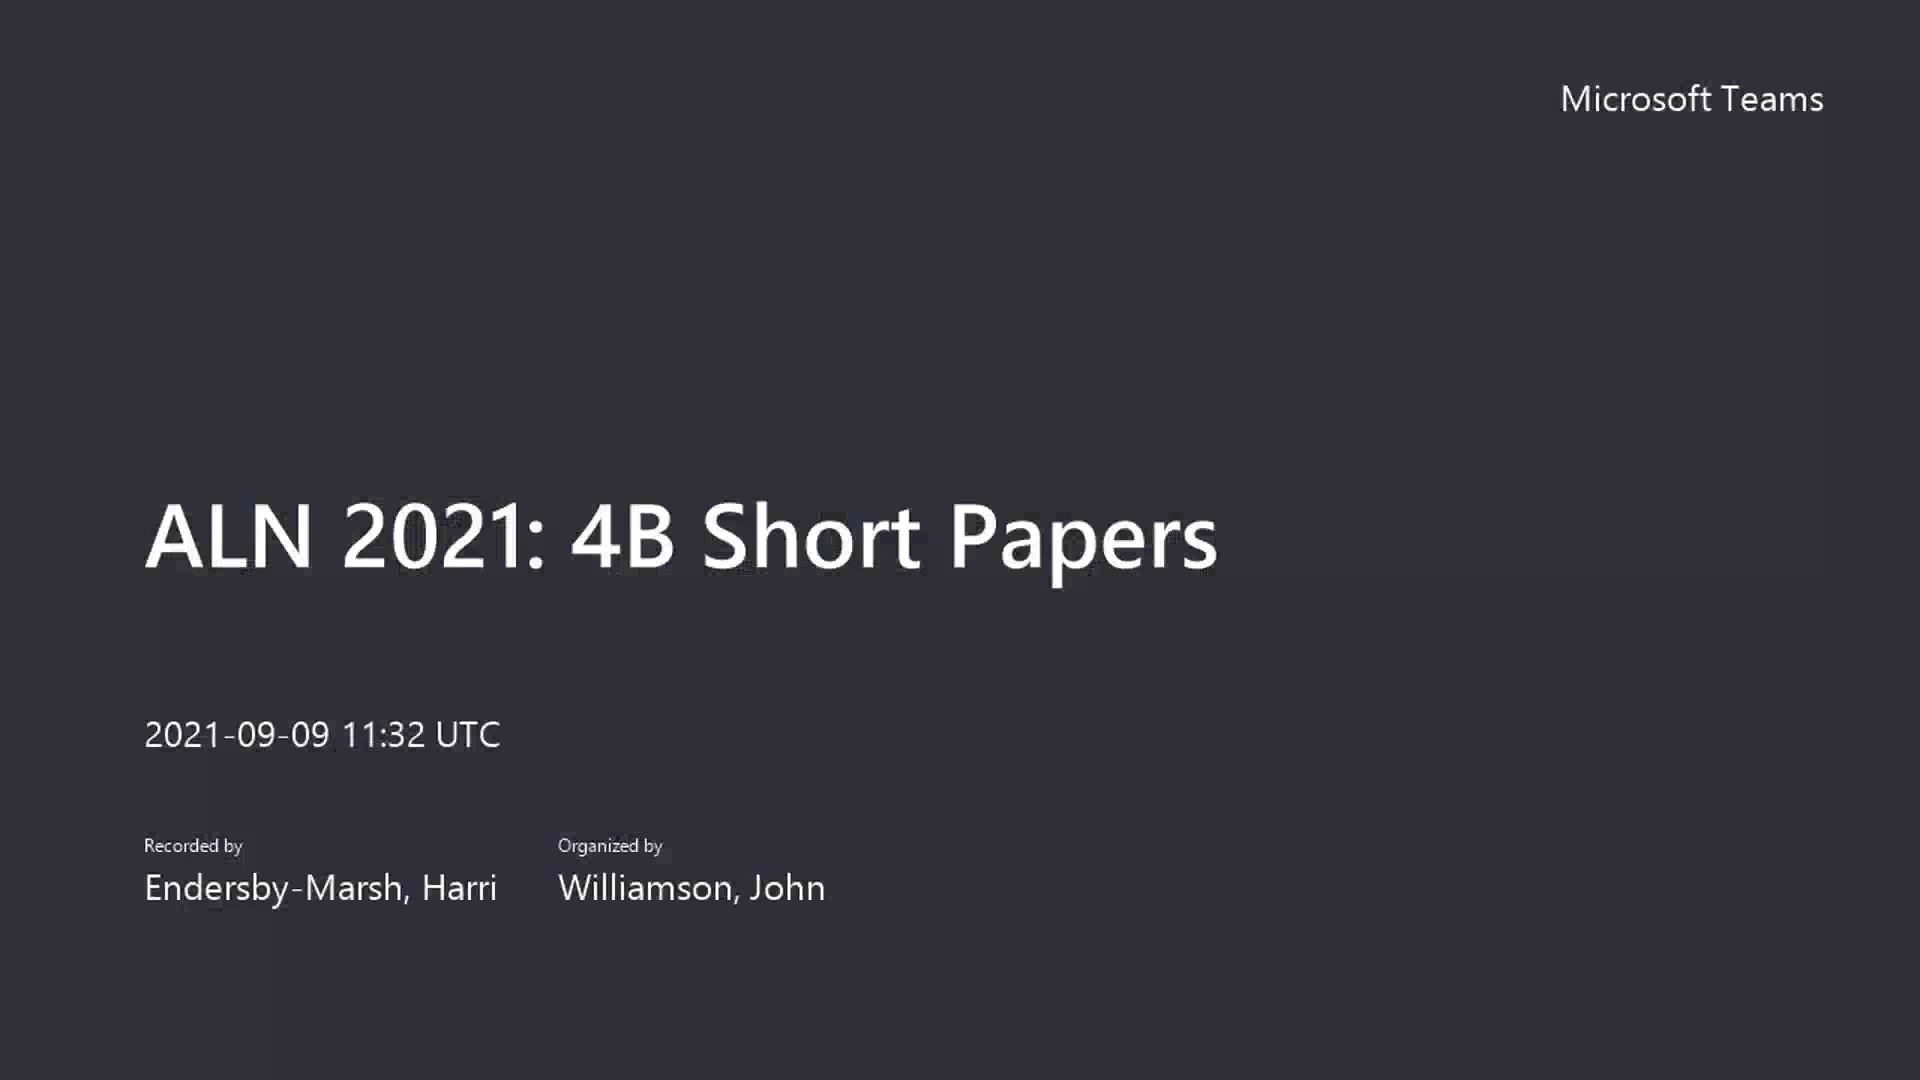 Microsoft Teams
ALN 2021: 4B Short Papers
2021-09-09 11:32 UTC
Recorded by
Organized by
Endersby-Marsh, Harri
Williamson, John